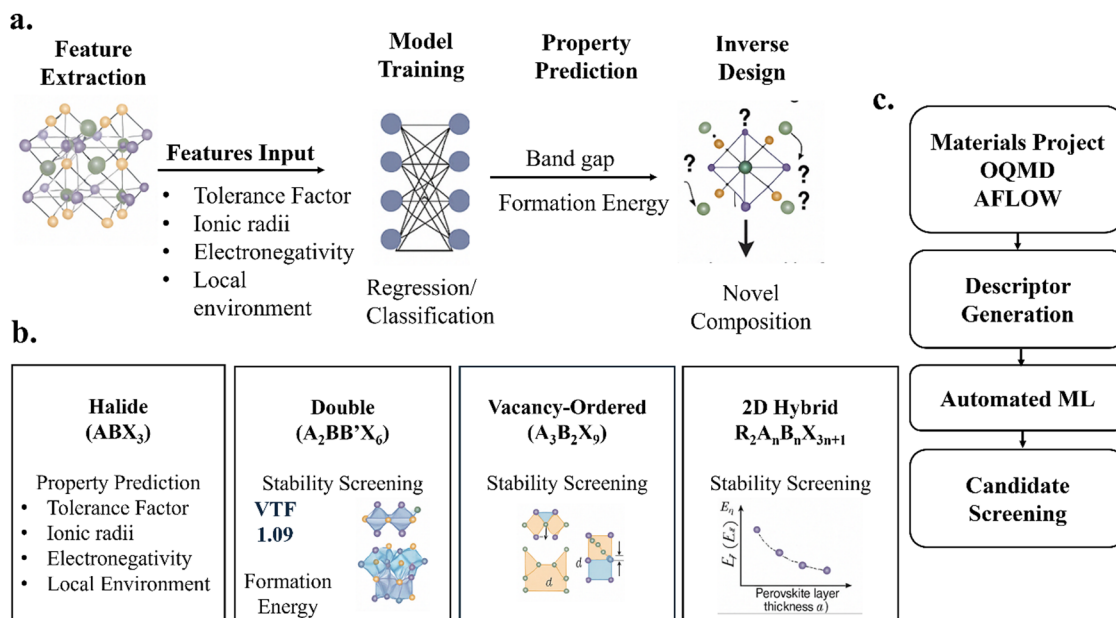 a.
Feature
Extraction
Features Input
• Tolerance Factor
• Ionic radii
• Electronegativity
• Local
environment
Model
Training
Regression/
Classification
Property
Prediction
Band gap
Formation Energy
Inverse
Design
?
?
?
?
Novel
Composition
b.
Halide
(ABX₃)
Property Prediction
• Tolerance Factor
• Ionic radii
• Electronegativity
• Local Environment
Double
(A₂BB’X₆)
Stability Screening
VTF
1.09
Formation
Energy
Vacancy-Ordered
(A₃B₂X₉)
Stability Screening
d
d
2D Hybrid
R₂AₙBₙX₃ₙ₊₁
Stability Screening
Perovskite layer
thickness a)
c.
Materials Project
OQMD
AFLOW
Descriptor
Generation
Automated ML
Candidate
Screening